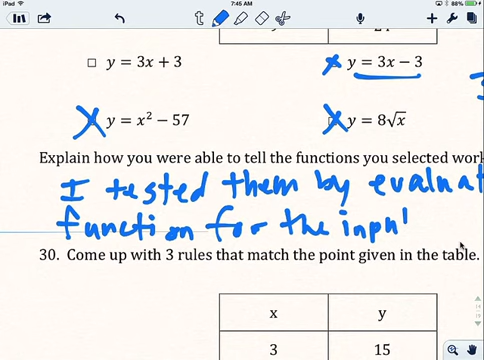 iPad
7:45 AM
88%
t
y = 3x + 3
y = 3x − 3
y = x² − 57
y = 8√x
Explain how you were able to tell the functions you selected wor
I tested them by evaluat
function for the inpu
30. Come up with 3 rules that match the point given in the table.
x y
3 15